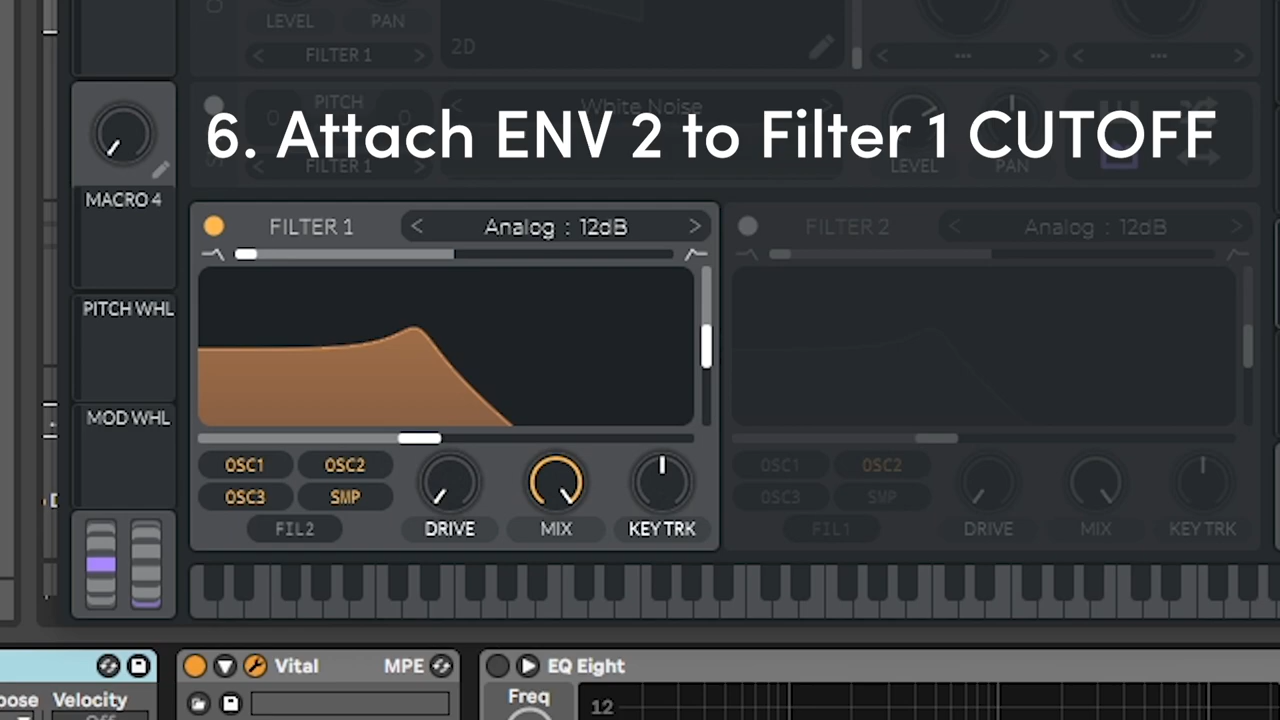 LEVEL PAN
FILTER 1
2D
--- ---
PITCH
White Noise
6. Attach ENV 2 to Filter 1 CUTOFF
FILTER 1
LEVEL PAN
MACRO 4
FILTER 1 Analog : 12dB
FILTER 2 Analog : 12dB
PITCH WHL
MOD WHL
OSC1 OSC2
OSC3 SMP
FIL2
DRIVE MIX KEY TRK
OSC1 OSC2
OSC3 SMP
FIL1
DRIVE MIX KEY TRK
Vital MPE
EQ Eight
Velocity
Freq
12